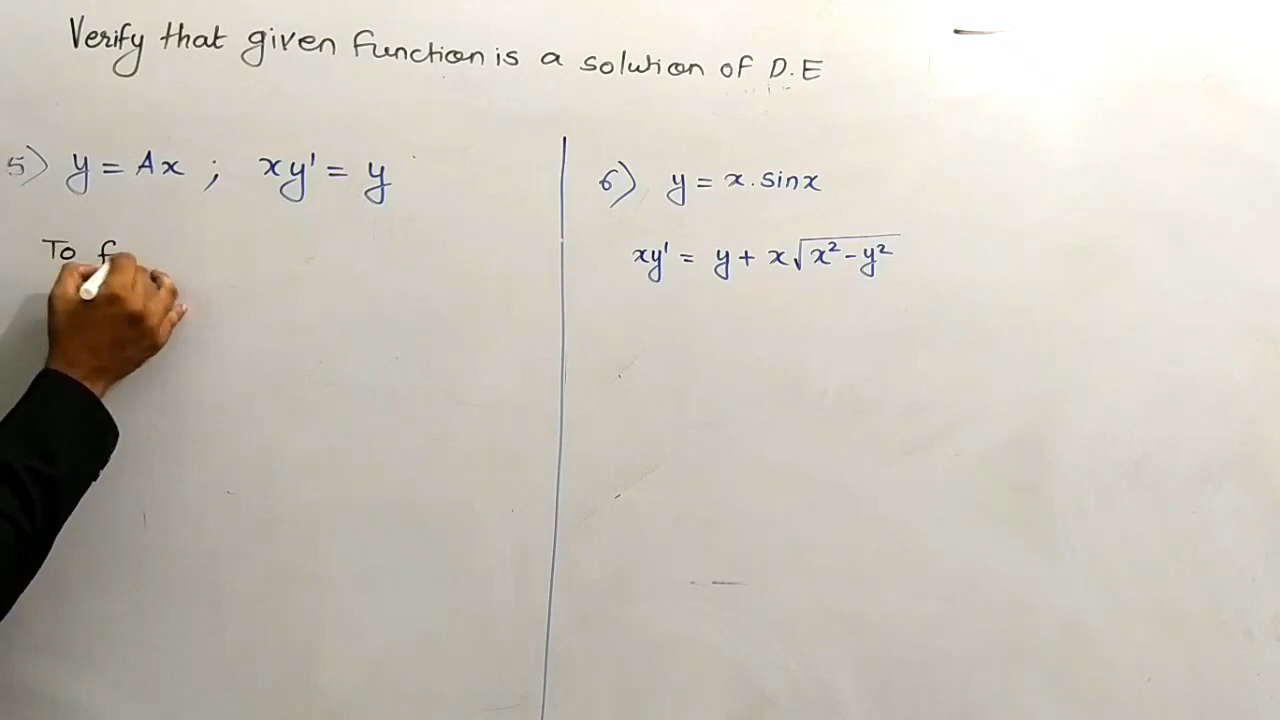 Verify that given function is a solution of D.E
5) y = Ax ; xy' = y
To f
6) y = x.sinx
xy' = y + x√x²-y²